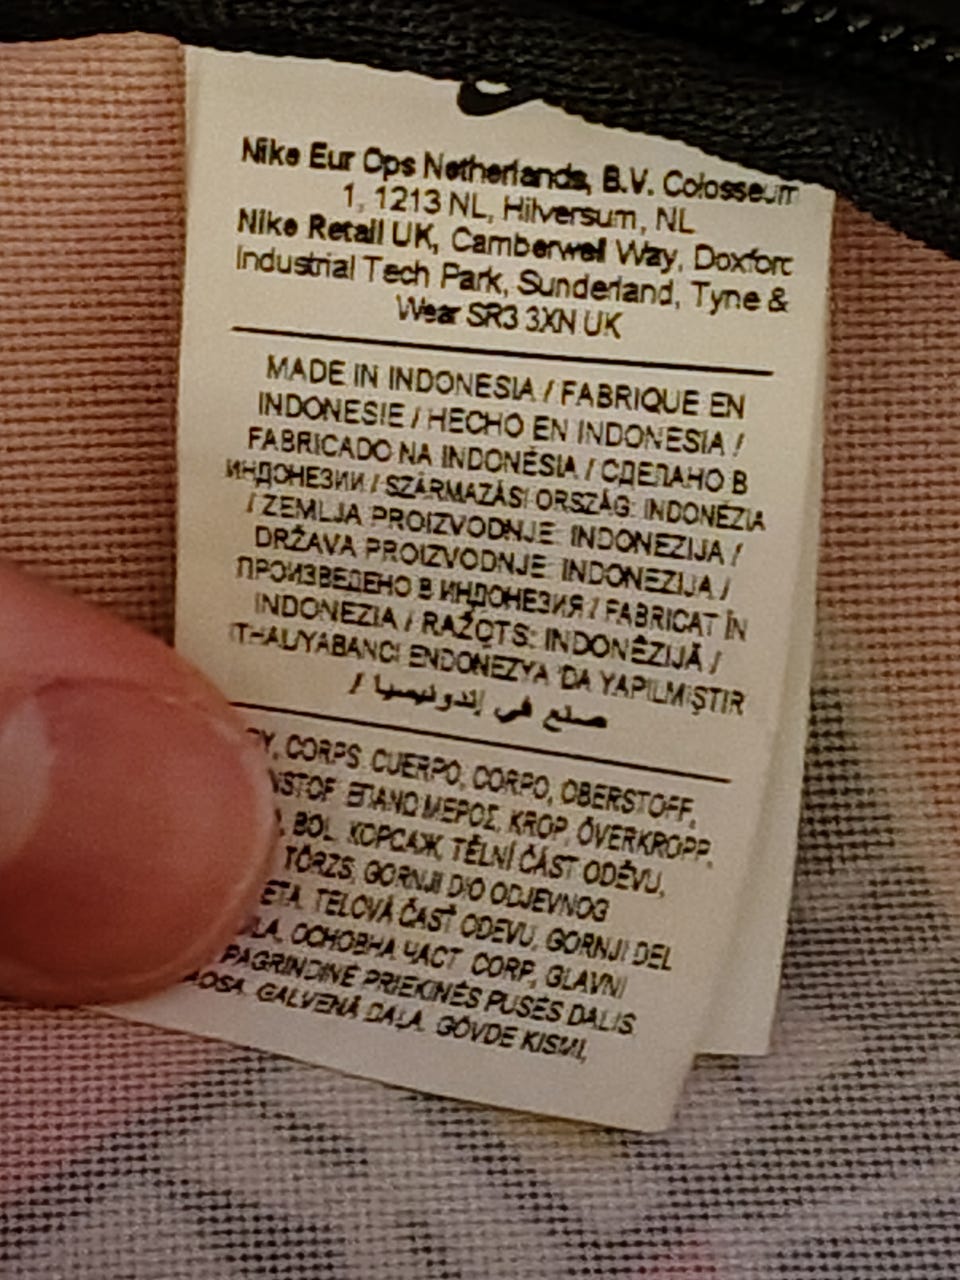 Nike Eur Ops Netherlands, B.V. Colosseum
1, 1213 NL, Hilversum, NL
Nike Retail UK, Camberwell Way, Doxforc
Industrial Tech Park, Sunderland, Tyne &
Wear SR3 3XN UK
MADE IN INDONESIA / FABRIQUE EN
INDONESIE / HECHO EN INDONESIA /
FABRICADO NA INDONÉSIA / СДЕЛАНО В
ИНДОНЕЗИИ / SZÁRMAZÁSI ORSZÁG: INDONÉZIA
/ ZEMLJA PROIZVODNJE: INDONEZIJA /
DRŽAVA PROIZVODNJE: INDONEZIJA /
ПРОИЗВЕДЕНО В ИНДОНЕЗИЯ / FABRICAT ÎN
INDONEZIA / RAŽOTS: INDONĒZIJĀ /
İTHAL/YABANCI ENDONEZYA 'DA YAPILMIŞTIR
/ صنع في إندونيسيا
CORPS, CUERPO, CORPO, OBERSTOFF,
ΕΠΑΝΩ ΜΕΡΟΣ, KROP, ÖVERKROPP,
BOL, КОРСАЖ, TĚLNÍ ČÁST ODĚVU,
TÖRZS, GORNJI DIO ODJEVNOG
TELOVÁ ČASŤ ODEVU, GORNJI DEL
ОСНОВНА ЧАСТ, CORP, GLAVNI
PAGRINDINĖ PRIEKINĖS PUSĖS DALIS,
GALVENĀ DAĻA, GÖVDE KISMI,